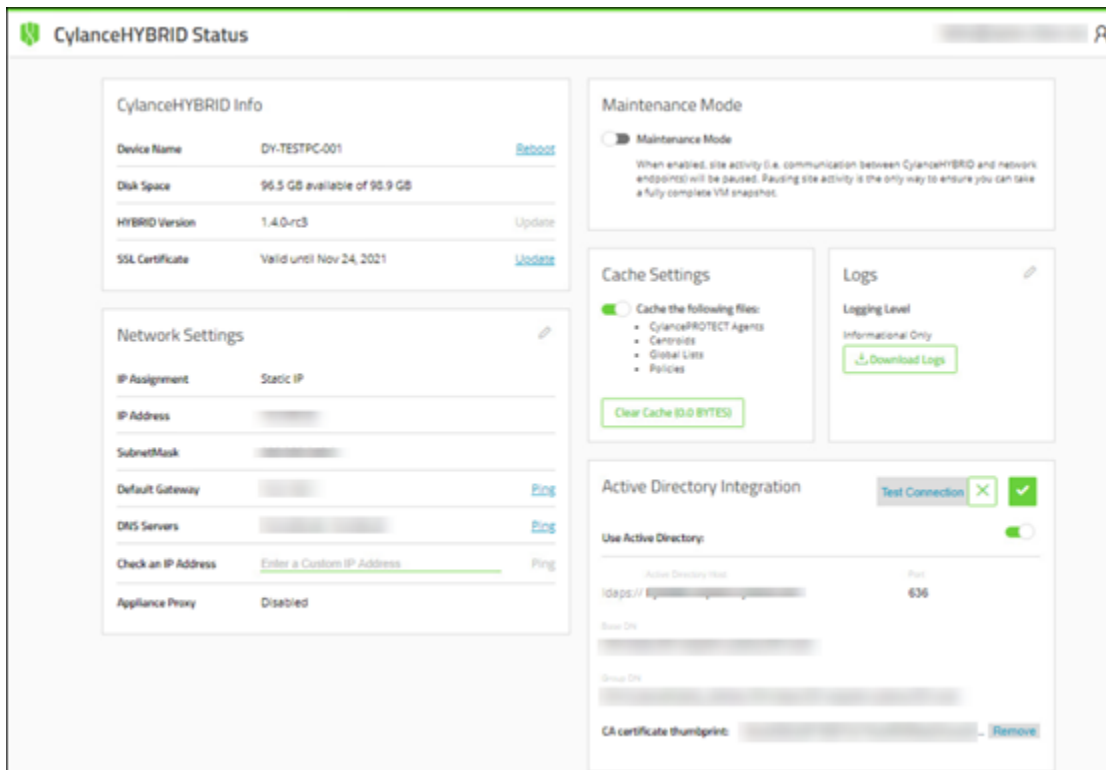 CylanceHYBRID Status
CylanceHYBRID Info
Device Name DY-TESTPC-001 Reboot
Disk Space 96.5 GB available of 98.9 GB
HYBRID Version 1.4.0-rc3 Update
SSL Certificate Valid until Nov 24, 2021 Update
Network Settings
IP Assignment Static IP
IP Address
SubnetMask
Default Gateway Ping
DNS Servers Ping
Check an IP Address Enter a Custom IP Address Ping
Appliance Proxy Disabled
Maintenance Mode
Maintenance Mode
When enabled, site activity (i.e. communication between CylanceHYBRID and network
endpoints) will be paused. Pausing site activity is the only way to ensure you can take
a fully complete VM snapshot.
Cache Settings
Cache the following files:
• CylancePROTECT Agents
• Centroids
• Global Lists
• Policies
Clear Cache (0.0 BYTES)
Logs
Logging Level
Informational Only
Download Logs
Active Directory Integration Test Connection
Use Active Directory:
Active Directory Host Port
ldaps:// 636
Base DN
Group DN
CA certificate thumbprint: ... Remove